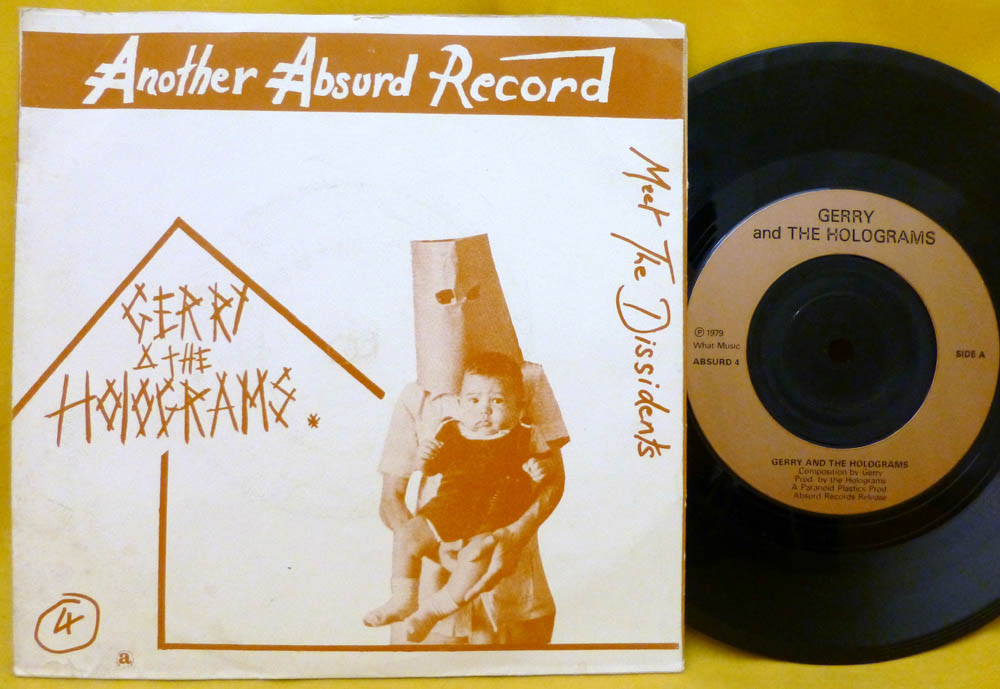 Another Absurd Record
Meet The Dissidents
GERRY
& THE
HOLOGRAMS.*
4
a
GERRY
and THE HOLOGRAMS
℗ 1979
What Music
ABSURD 4
SIDE A
GERRY AND THE HOLOGRAMS
Composition by Gerry
Prod. by the Holograms
A Paranoid Plastics Prod.
Absurd Records Release